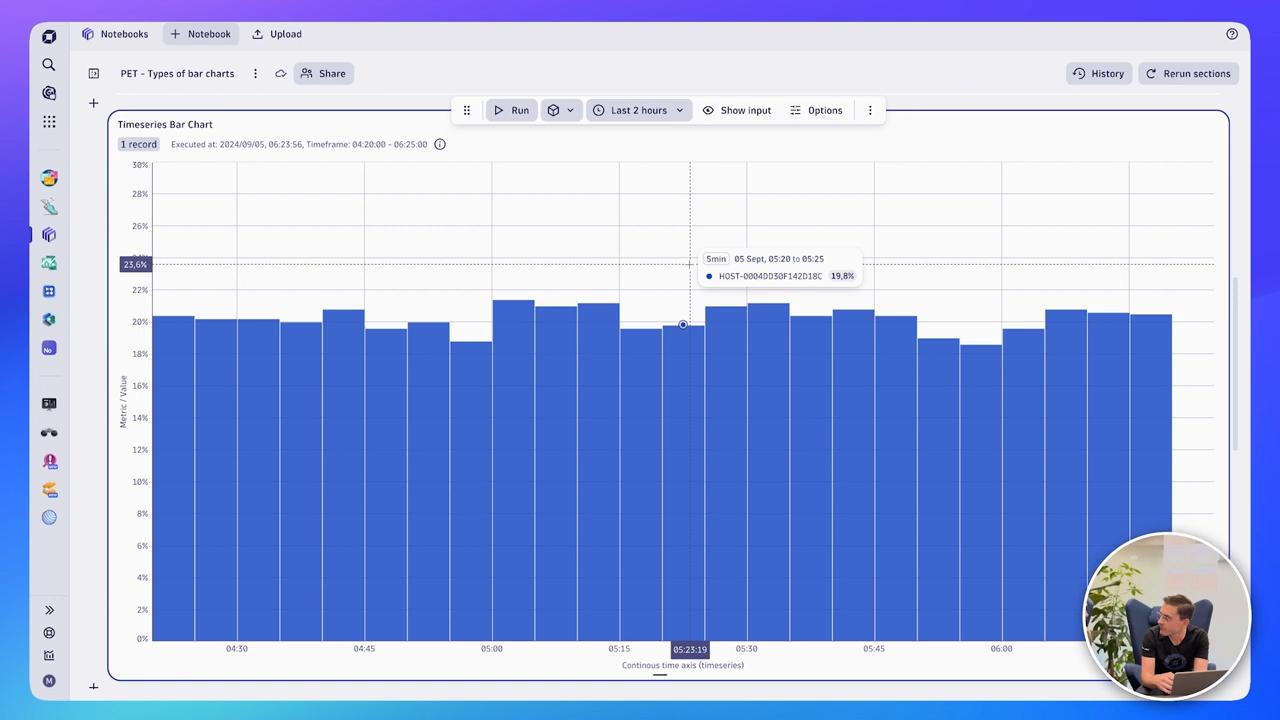 Notebooks
Notebook
Upload
PET - Types of bar charts
Share
History
Rerun sections
Run
Last 2 hours
Show input
Options
Timeseries Bar Chart
1 record
Executed at: 2024/09/05, 06:23:56, Timeframe: 04:20:00 - 06:25:00
30%
28%
26%
23,6%
5min 05 Sept, 05:20 to 05:25
HOST-0004DD30F142D18C 19,8%
22%
20%
18%
16%
14%
12%
10%
8%
6%
4%
2%
0%
Metric / Value
04:30
04:45
05:00
05:15
05:23:19
05:30
05:45
06:00
Continous time axis (timeseries)
No
M